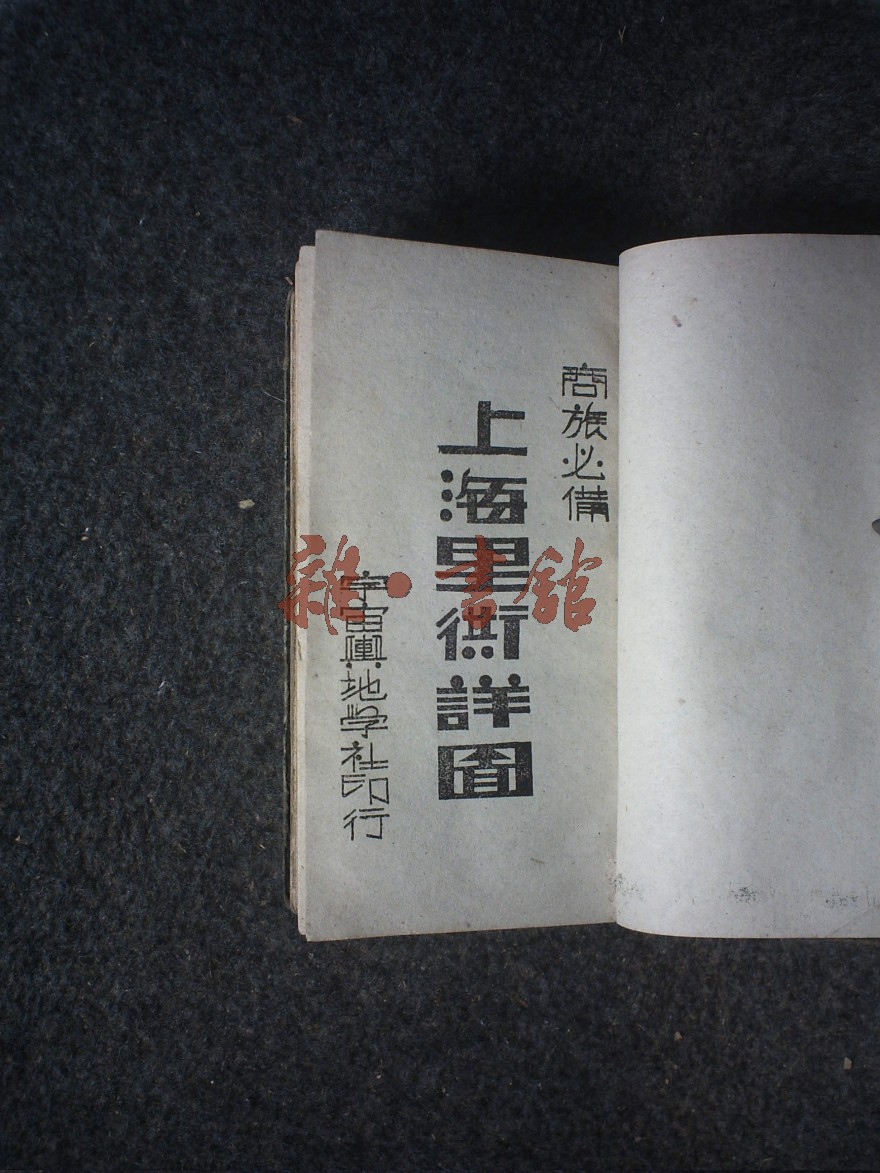 商旅必備
上海里衖詳圖
宇宙輿地学社印行
雜·書館